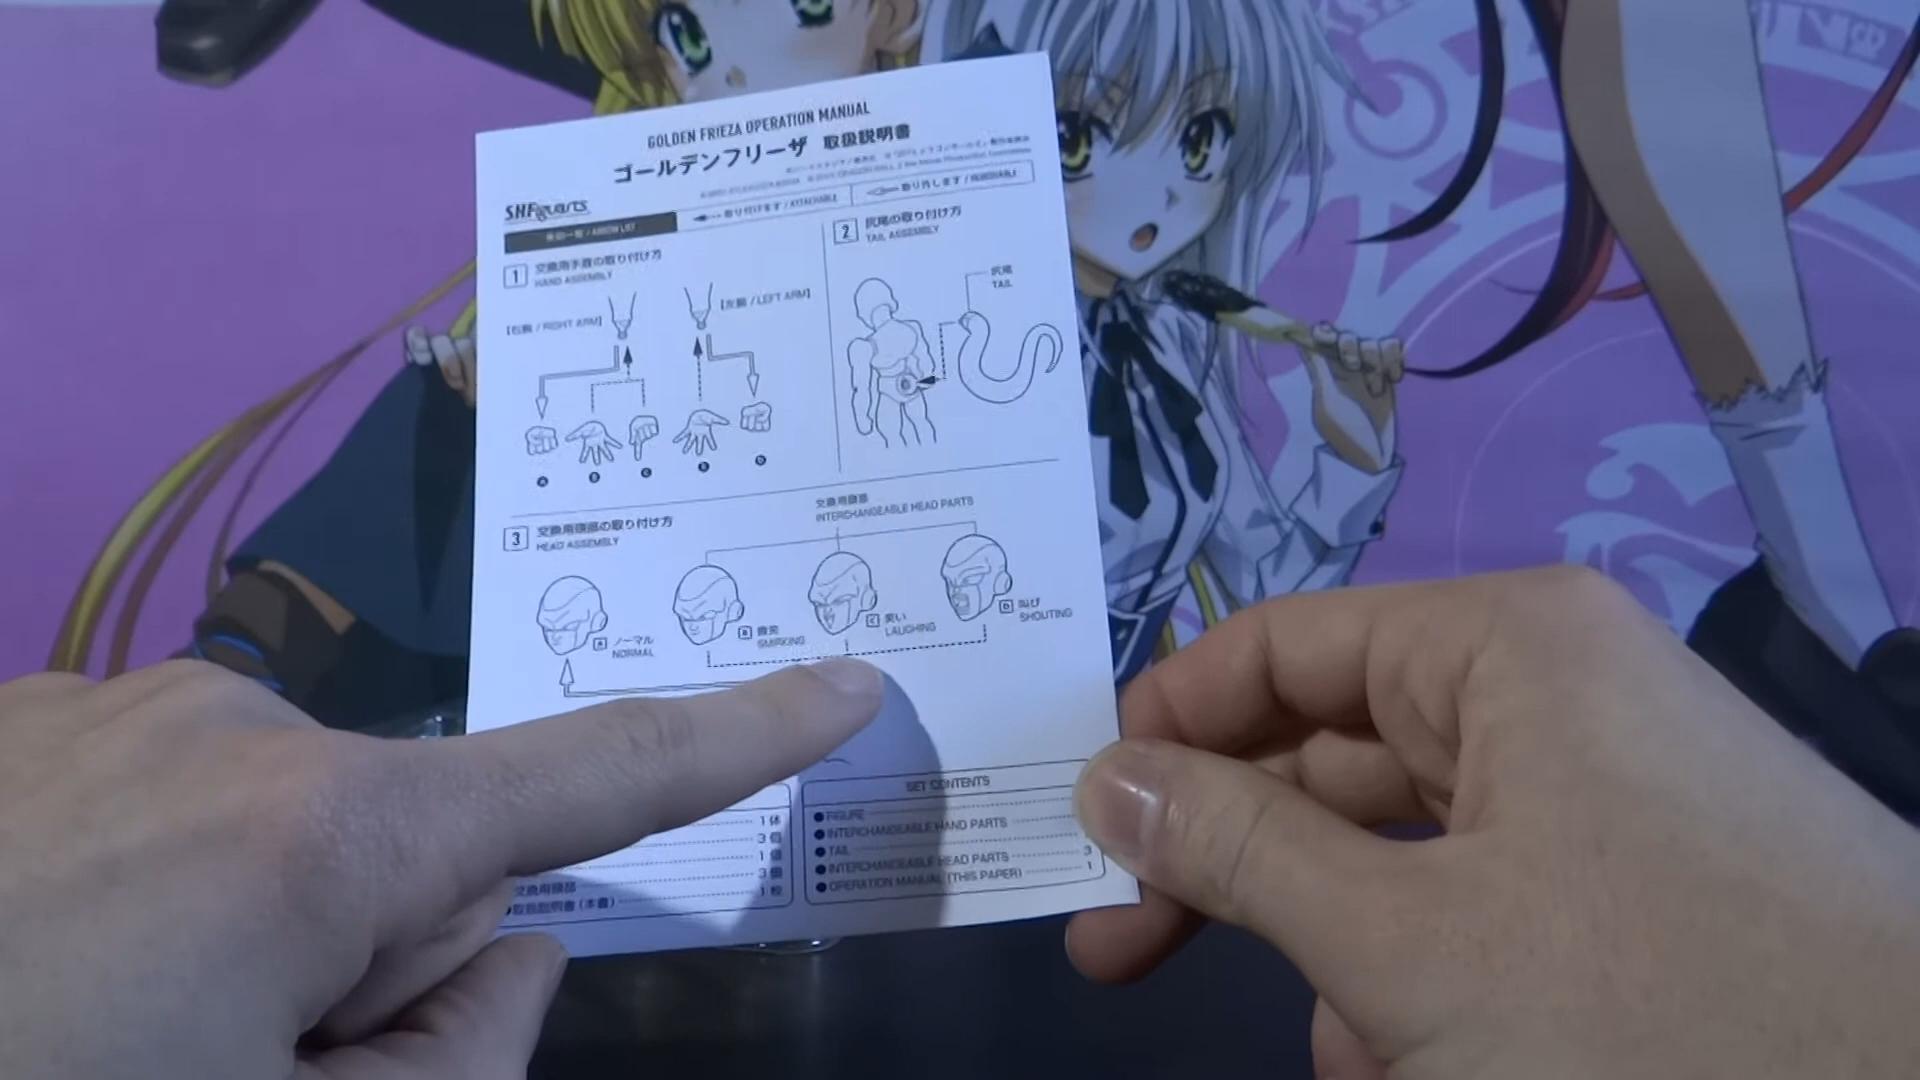 GOLDEN FRIEZA OPERATION MANUAL
ゴールデンフリーザ 取扱説明書
S.H.Figuarts
矢印一覧 / ARROW LIST
取り付けます / ATTACHABLE
取り外します / REMOVABLE
1 交換用手首の取り付け方
HAND ASSEMBLY
[右腕 / RIGHT ARM]
[左腕 / LEFT ARM]
2 尻尾の取り付け方
TAIL ASSEMBLY
尻尾
TAIL
3 交換用頭部の取り付け方
HEAD ASSEMBLY
交換用頭部
INTERCHANGEABLE HEAD PARTS
A ノーマル
NORMAL
B 微笑
SMIRKING
C 笑い
LAUGHING
D 叫び
SHOUTING
1体
3個
1個
交換用頭部 3個
取扱説明書 (本書) 1枚
SET CONTENTS
FIGURE
INTERCHANGEABLE HAND PARTS
TAIL
INTERCHANGEABLE HEAD PARTS 3
OPERATION MANUAL (THIS PAPER) 1